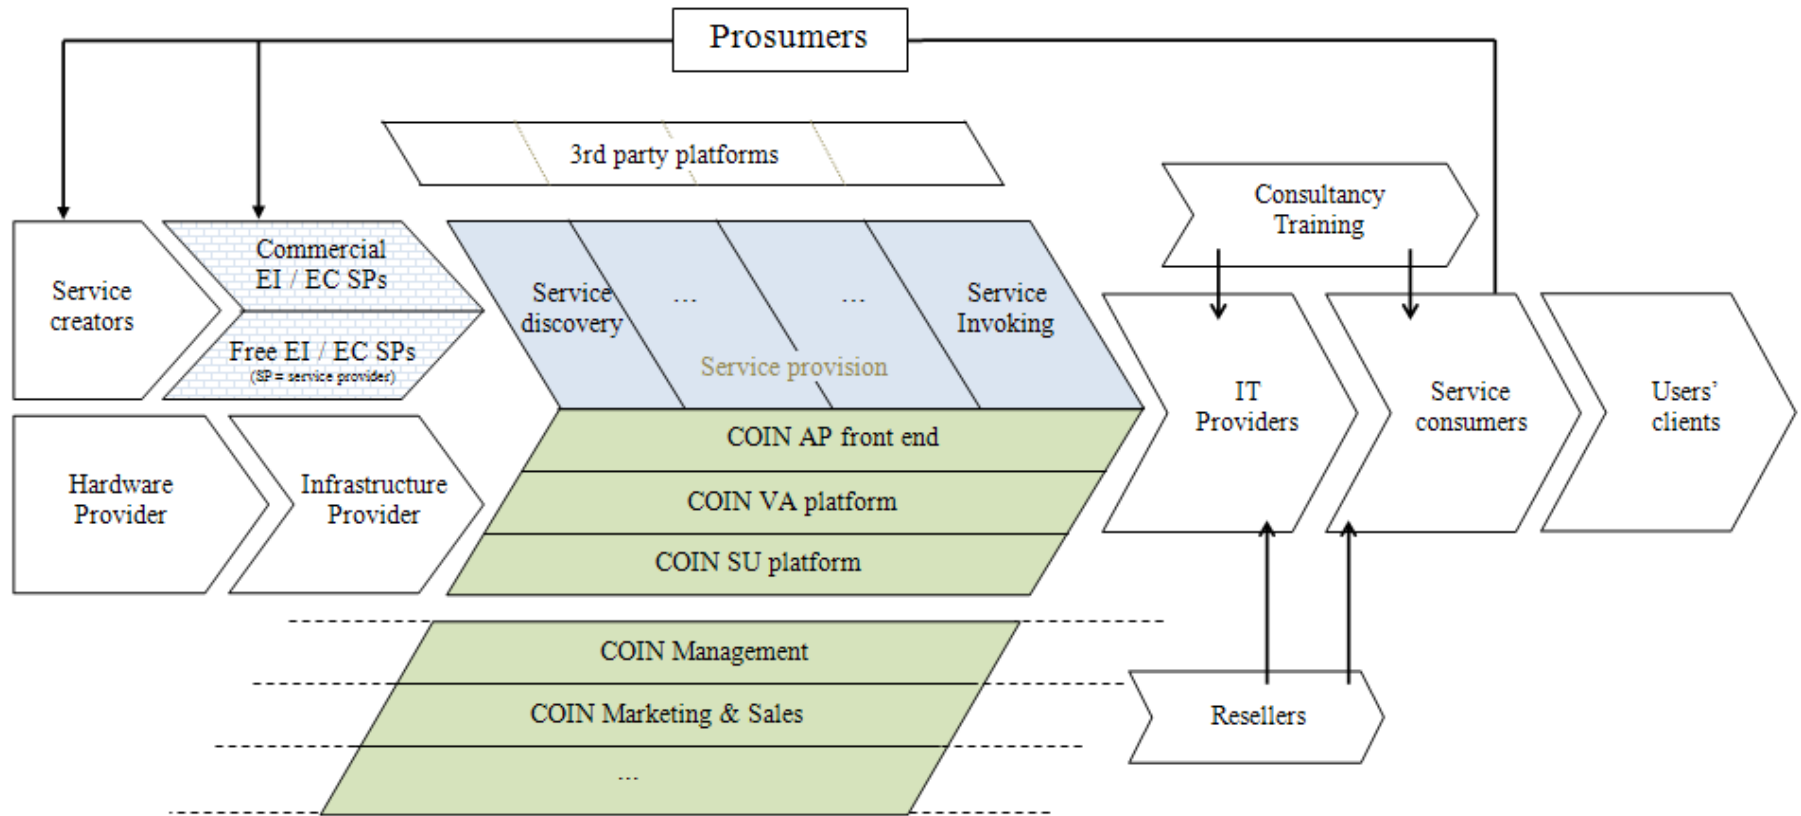 Prosumers
3rd party platforms
Consultancy
Training
Service
creators
Commercial
EI / EC SPs
Free EI / EC SPs
(SP = service provider)
Service
discovery
...
...
Service
Invoking
Service provision
IT
Providers
Service
consumers
Users’
clients
Hardware
Provider
Infrastructure
Provider
COIN AP front end
COIN VA platform
COIN SU platform
COIN Management
COIN Marketing & Sales
...
Resellers